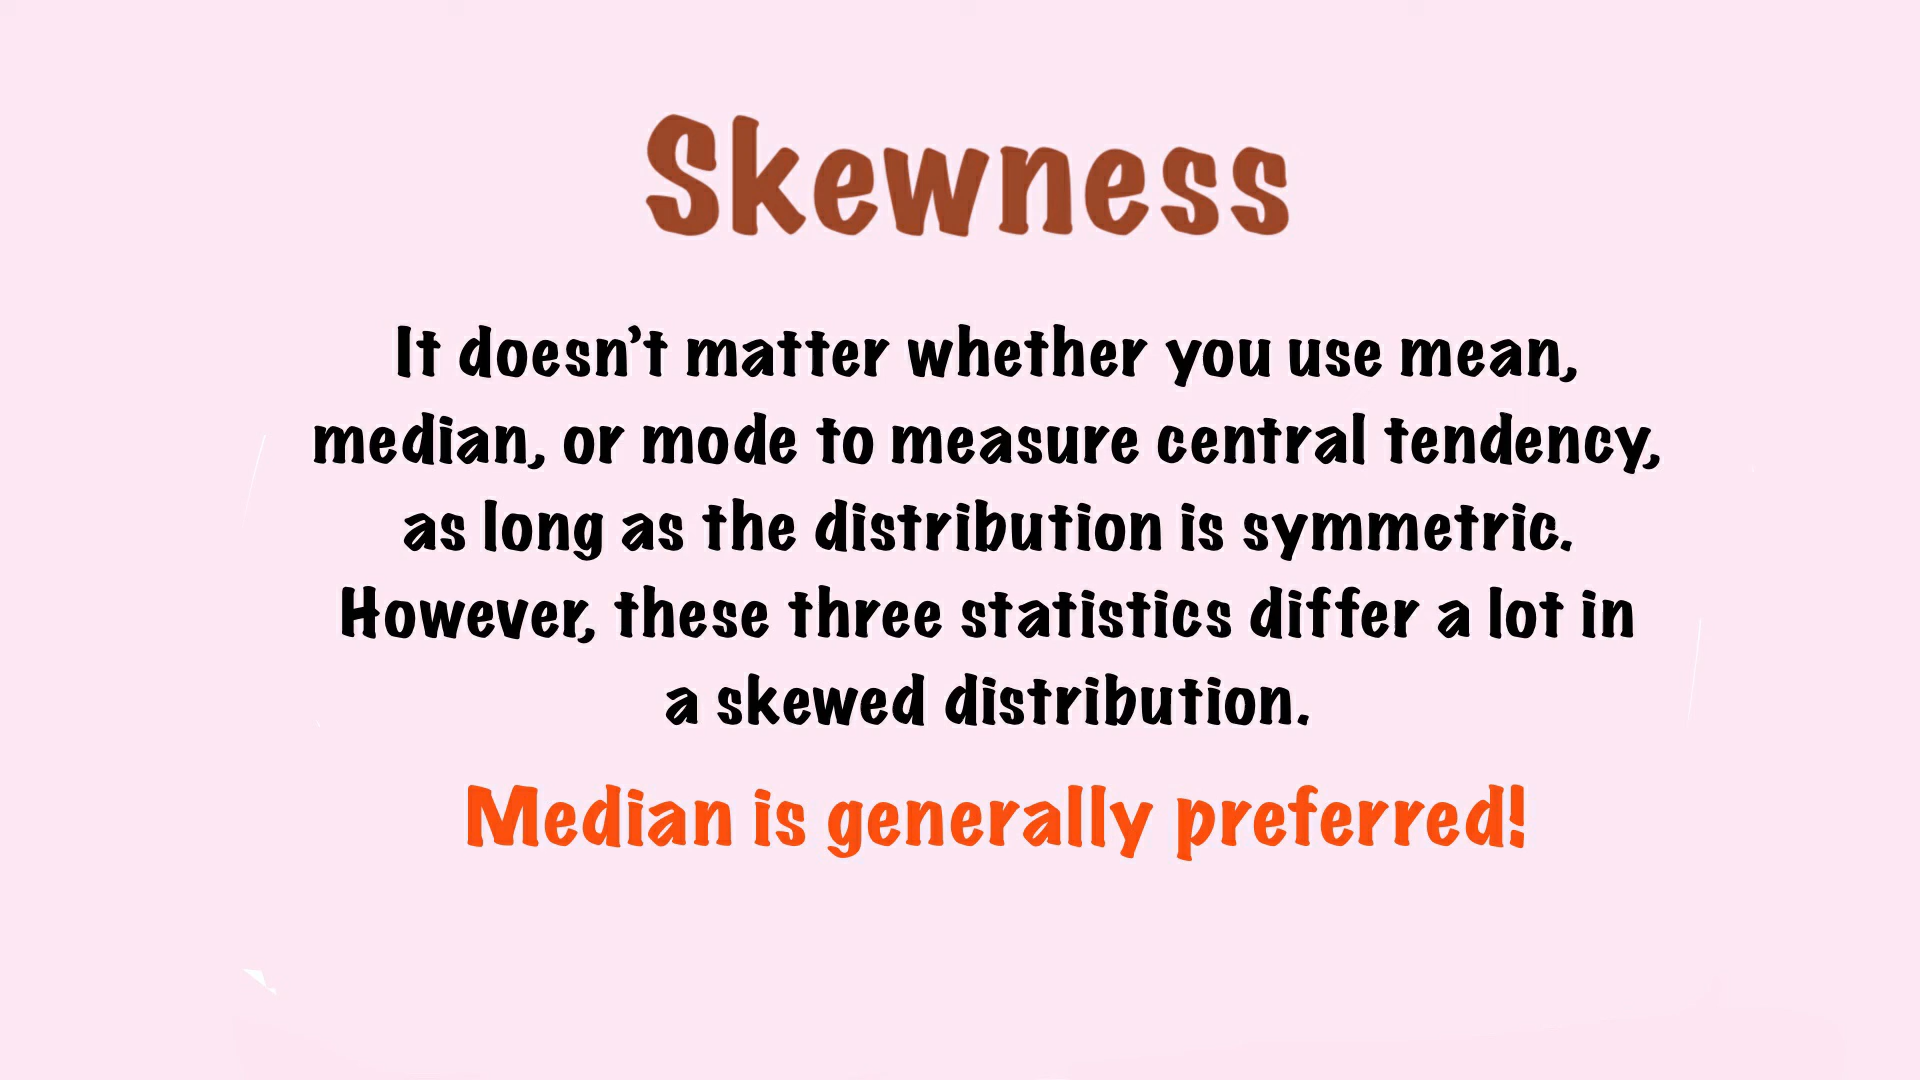 Skewness
It doesn’t matter whether you use mean,
median, or mode to measure central tendency,
as long as the distribution is symmetric.
However, these three statistics differ a lot in
a skewed distribution.
Median is generally preferred!